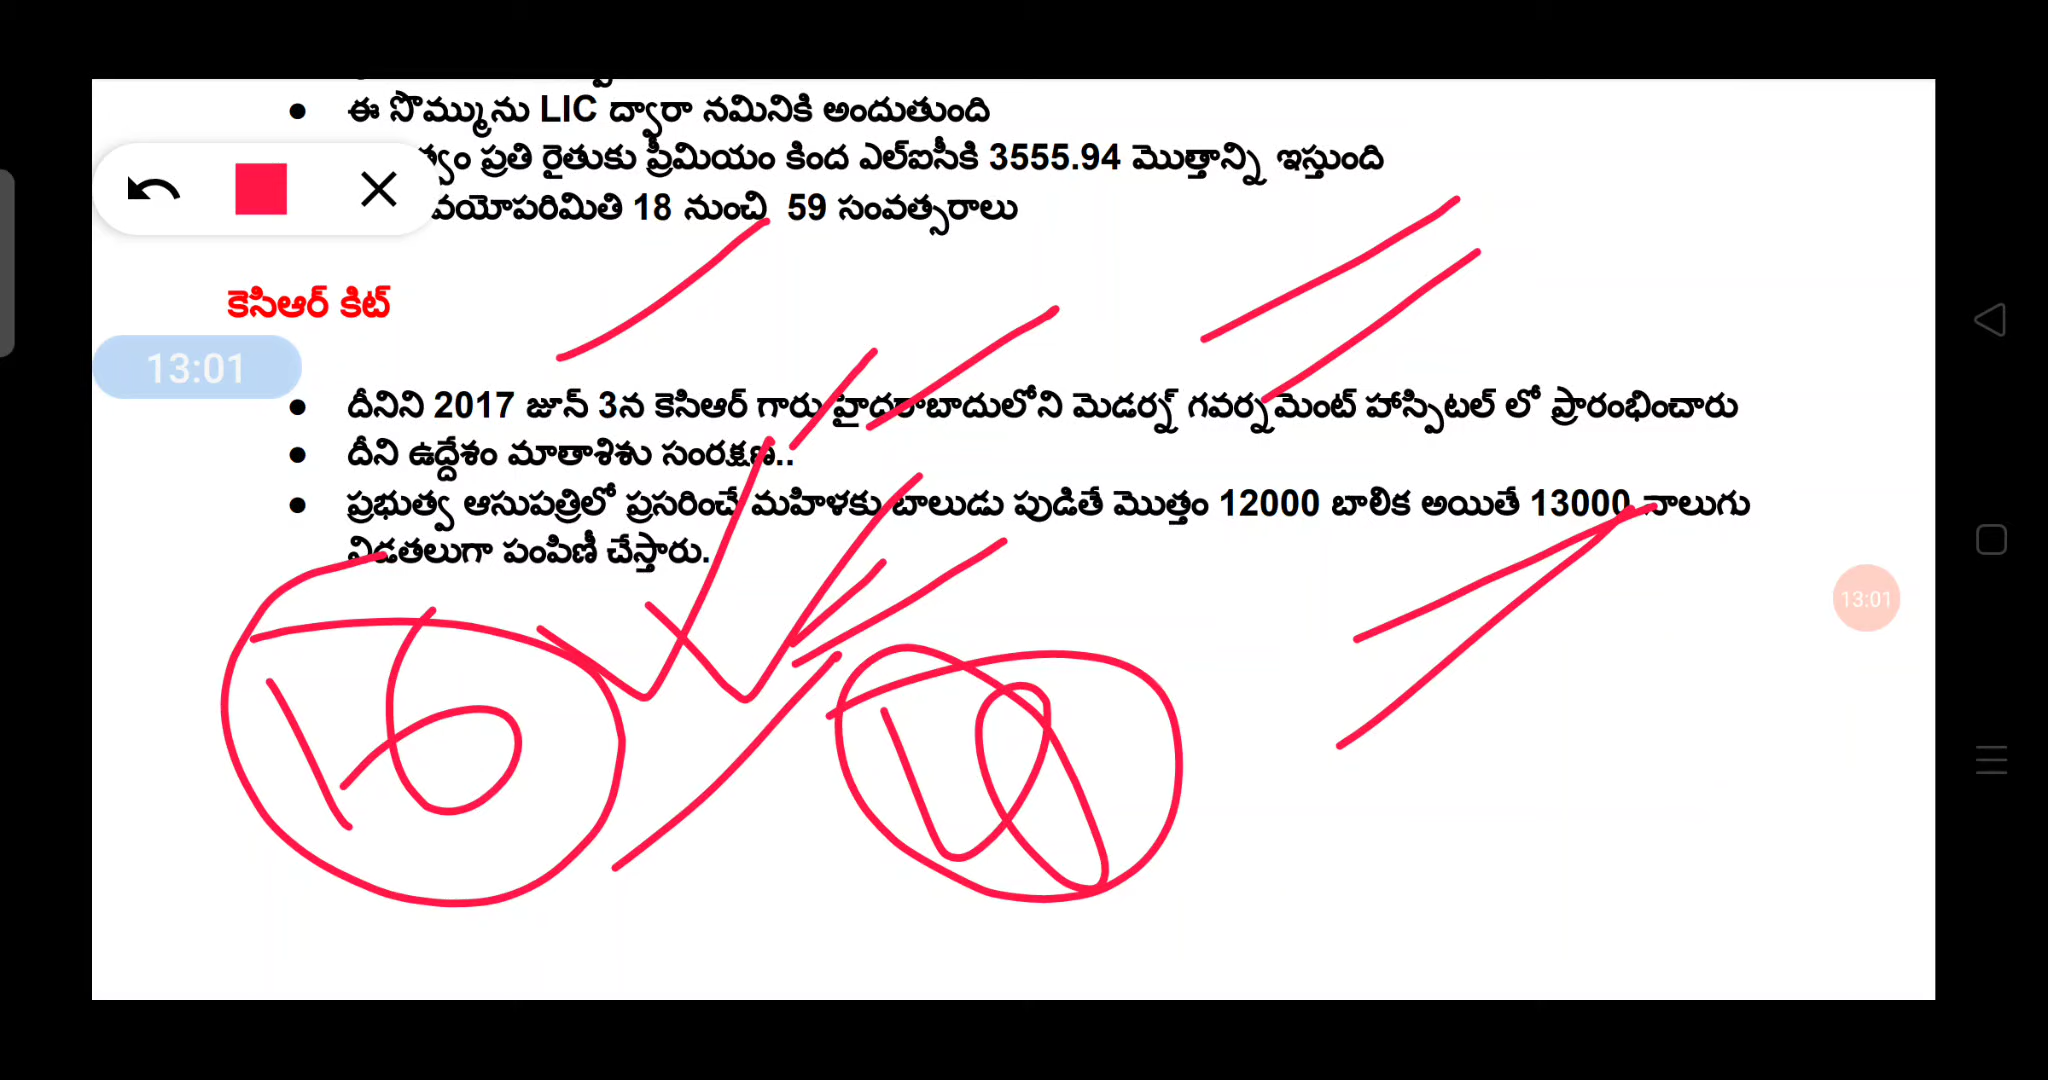 ఈ సొమ్మును LIC ద్వారా నమినికి అందుతుంది
ప్రతి రైతుకు ప్రీమియం కింద ఎల్ఐసీకి 3555.94 మొత్తాన్ని ఇస్తుంది
వయోపరిమితి 18 నుంచి 59 సంవత్సరాలు
కెసిఆర్ కిట్
13:01
దీనిని 2017 జూన్ 3న కెసిఆర్ గారు హైదరాబాదులోని మెడర్న్ గవర్నమెంట్ హాస్పిటల్ లో ప్రారంభించారు
దీని ఉద్దేశం మాతాశిశు సంరక్షణ..
ప్రభుత్వ ఆసుపత్రిలో ప్రసరించే మహిళకు బాలుడు పుడితే మొత్తం 12000 బాలిక అయితే 13000 నాలుగు
విడతలుగా పంపిణీ చేస్తారు.
13:01
16